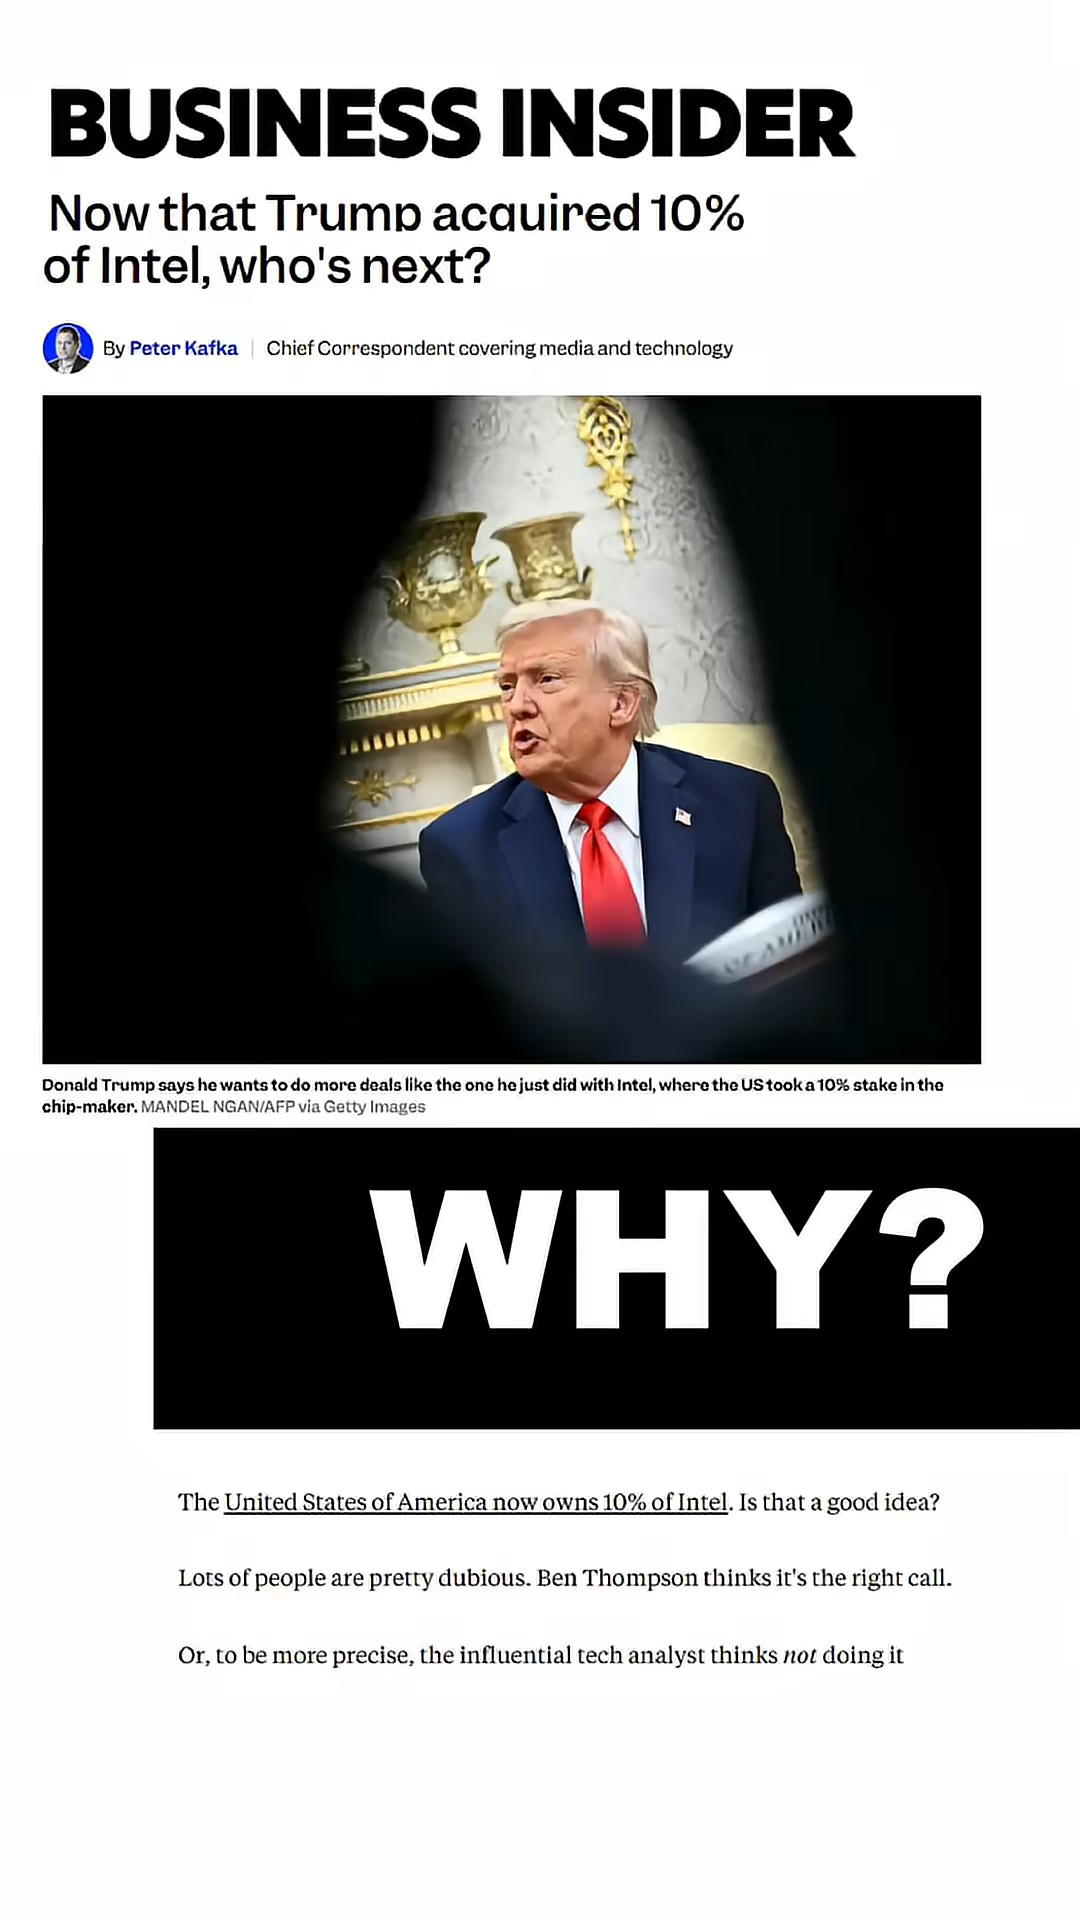 BUSINESS INSIDER
Now that Trump acquired 10%
of Intel, who's next?
By Peter Kafka | Chief Correspondent covering media and technology
Donald Trump says he wants to do more deals like the one he just did with Intel, where the US took a 10% stake in the
chip-maker. MANDEL NGAN/AFP via Getty Images
WHY?
The United States of America now owns 10% of Intel. Is that a good idea?
Lots of people are pretty dubious. Ben Thompson thinks it's the right call.
Or, to be more precise, the influential tech analyst thinks not doing it